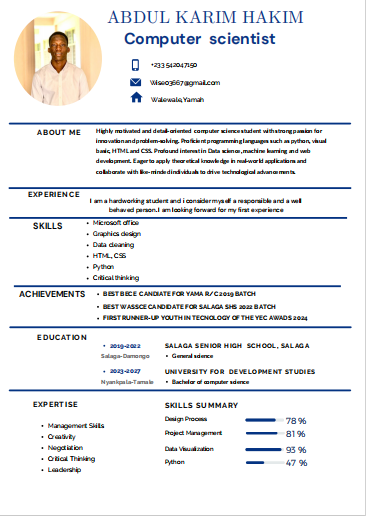 ABDUL KARIM HAKIM
Computer scientist
+233 542047150
Wise03667@gmail.com
Walewale,Yamah
ABOUT ME
Highly motivated and detail-oriented computer science student with strong passion for
innovation and problem-solving. Proficient programming languages such as python, visual
basic, HTML and CSS. Profound interest in Data science, machine learning and web
development. Eager to apply theoretical knowledge in real-world applications and
collaborate with like-minded individuals to drive technological advancements.
EXPERIENCE
I am a hardworking student and i consider myself a responsible and a well
behaved person.I am looking forward for my first experience
SKILLS
• Microsoft office
• Graphics design
• Data cleaning
• HTML, CSS
• Python
• Critical thinking
ACHIEVEMENTS
• BEST BECE CANDIATE FOR YAMA R/C 2019 BATCH
• BEST WASSCE CANDIDATE FOR SALAGA SHS 2022 BATCH
• FIRST RUNNER-UP YOUTH IN TECNOLOGY OF THE YEC AWADS 2024
EDUCATION
• 2019-2022
SALAGA SENIOR HIGH SCHOOL, SALAGA
Salaga-Damongo
• General science
• 2023-2027
UNIVERSITY FOR DEVELOPMENT STUDIES
Nyankpala-Tamale
• Bachelor of computer science
EXPERTISE
• Management Skills
• Creativity
• Negotiation
• Critical Thinking
• Leadership
SKILLS SUMMARY
Design Process 78 %
Project Management 81 %
Data Visualization 93 %
Python 47 %